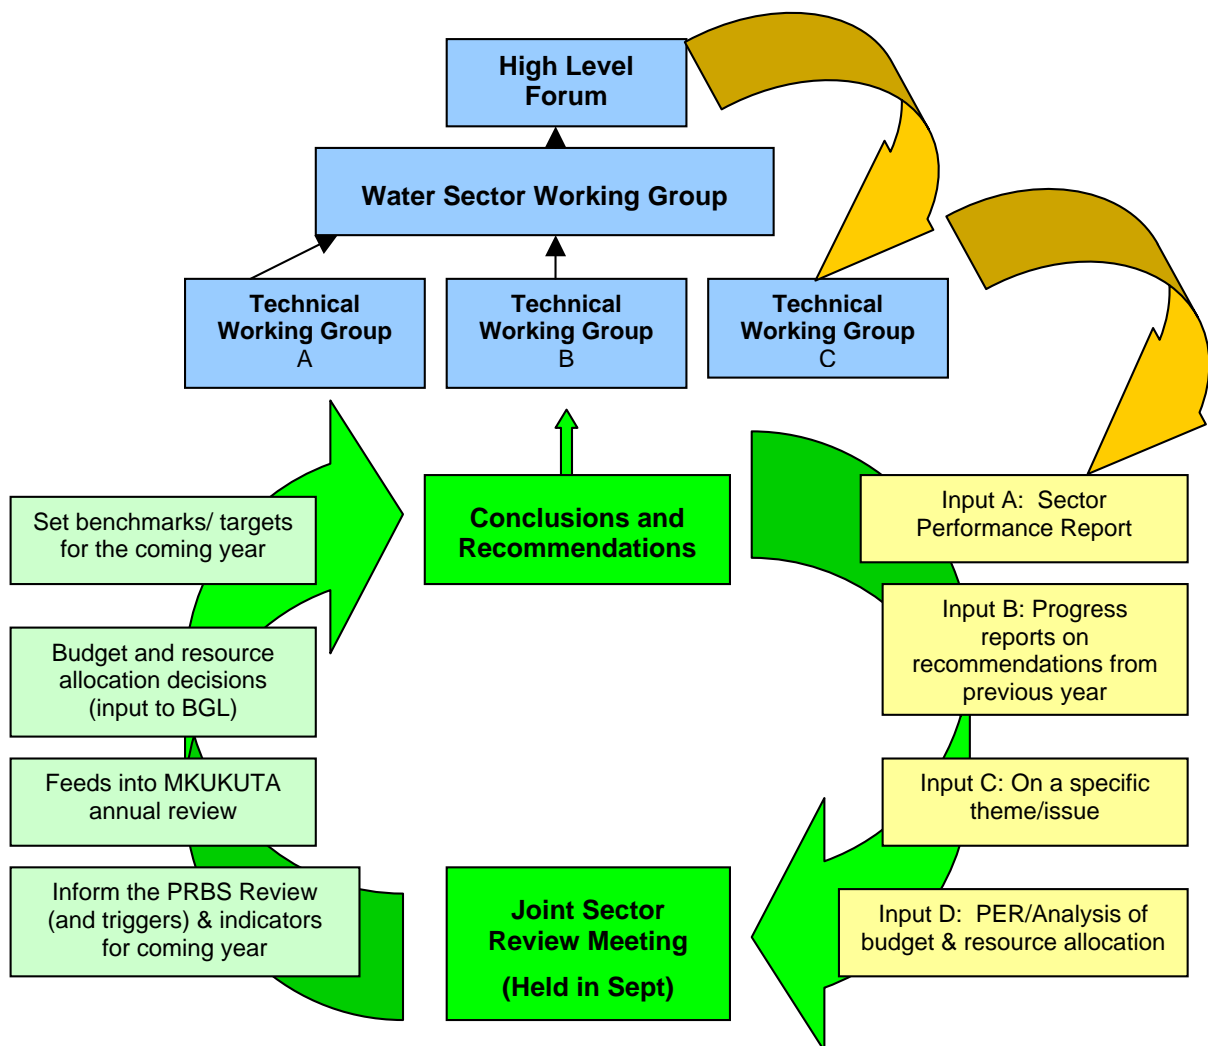 High Level
Forum
Water Sector Working Group
Technical
Working Group
A
Technical
Working Group
B
Technical
Working Group
C
Set benchmarks/ targets
for the coming year
Conclusions and
Recommendations
Input A:  Sector
Performance Report
Budget and resource
allocation decisions
(input to BGL)
Input B: Progress
reports on
recommendations from
previous year
Feeds into MKUKUTA
annual review
Input C: On a specific
theme/issue
Inform the PRBS Review
(and triggers) & indicators
for coming year
Joint Sector
Review Meeting
(Held in Sept)
Input D:  PER/Analysis of
budget & resource allocation